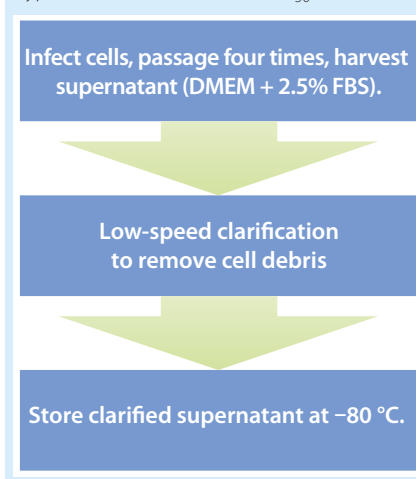 Infect cells, passage four times, harvest
supernatant (DMEM + 2.5% FBS).
Low-speed clarification
to remove cell debris
Store clarified supernatant at −80 °C.